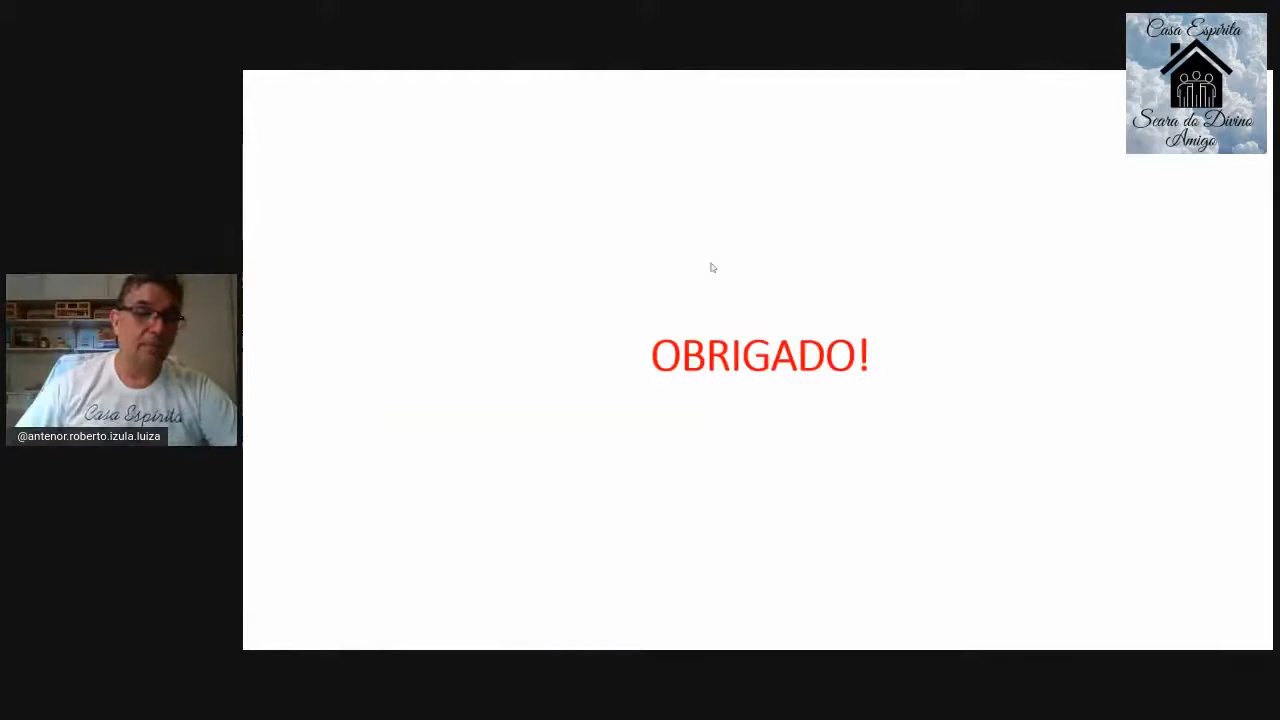 Casa Espírita
Seara do Divino
Amigo
OBRIGADO!
Casa Espírita
@antenor.roberto.izula.luiza